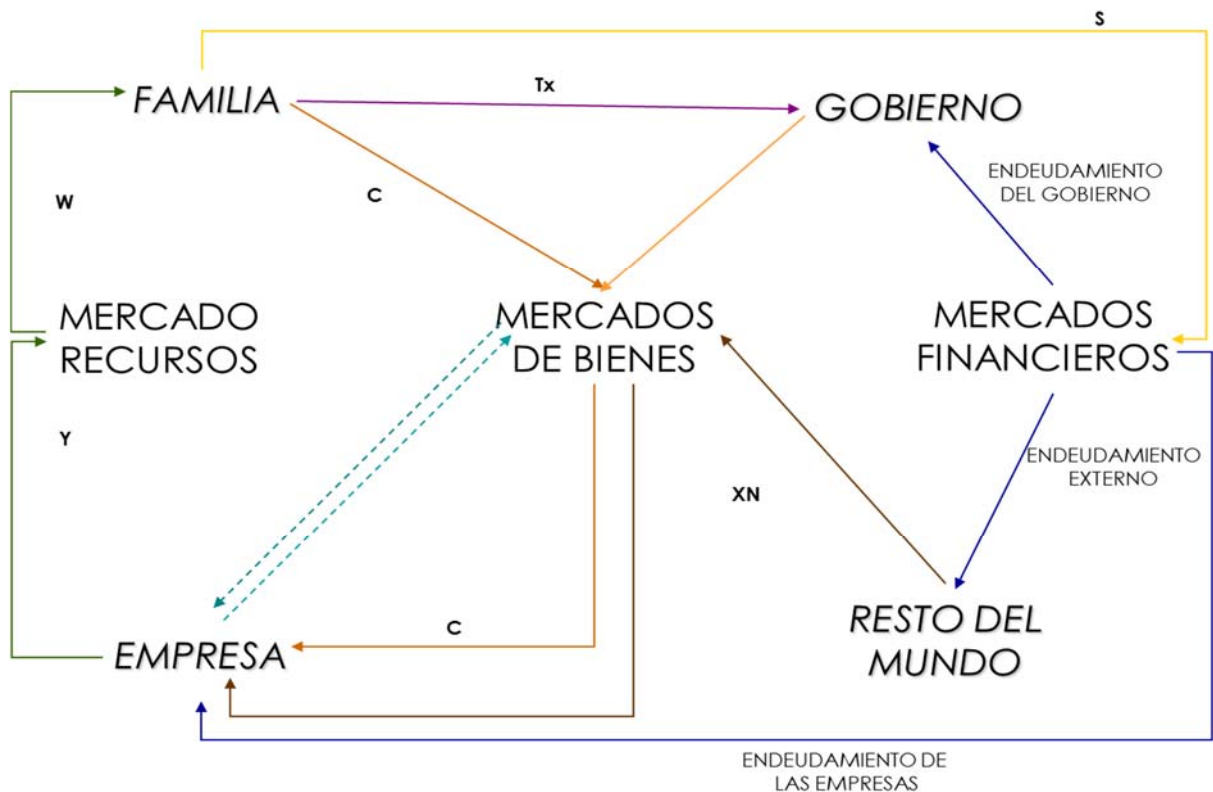 S
Tx
FAMILIA
GOBIERNO
ENDEUDAMIENTO
DEL GOBIERNO
W
C
MERCADO
RECURSOS
MERCADOS
DE BIENES
MERCADOS
FINANCIEROS
Y
ENDEUDAMIENTO
EXTERNO
XN
EMPRESA
C
RESTO DEL
MUNDO
ENDEUDAMIENTO DE
LAS EMPRESAS